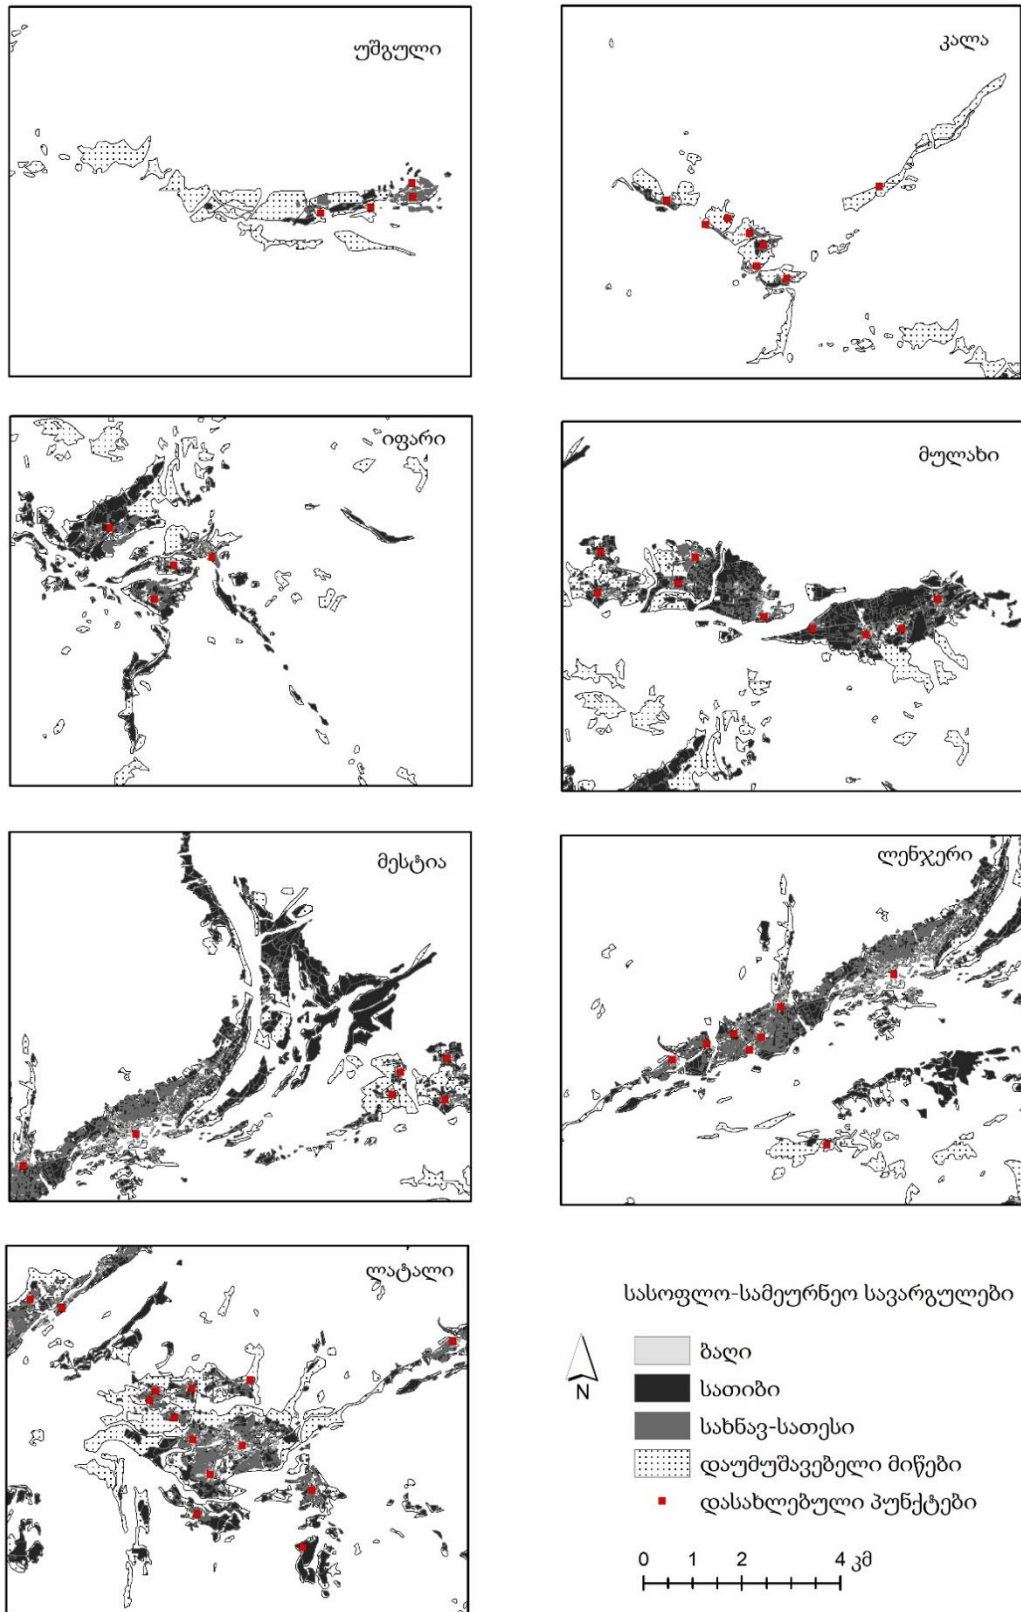 უშგული
კალა
იფარი
მულახი
მესტია
ლენჯერი
ლატალი
სასოფლო-სამეურნეო სავარგულები
N
ბაღი
სათიბი
სახნავ-სათესი
დაუმუშავებელი მიწები
დასახლებული პუნქტები
0 1 2 4 კმ